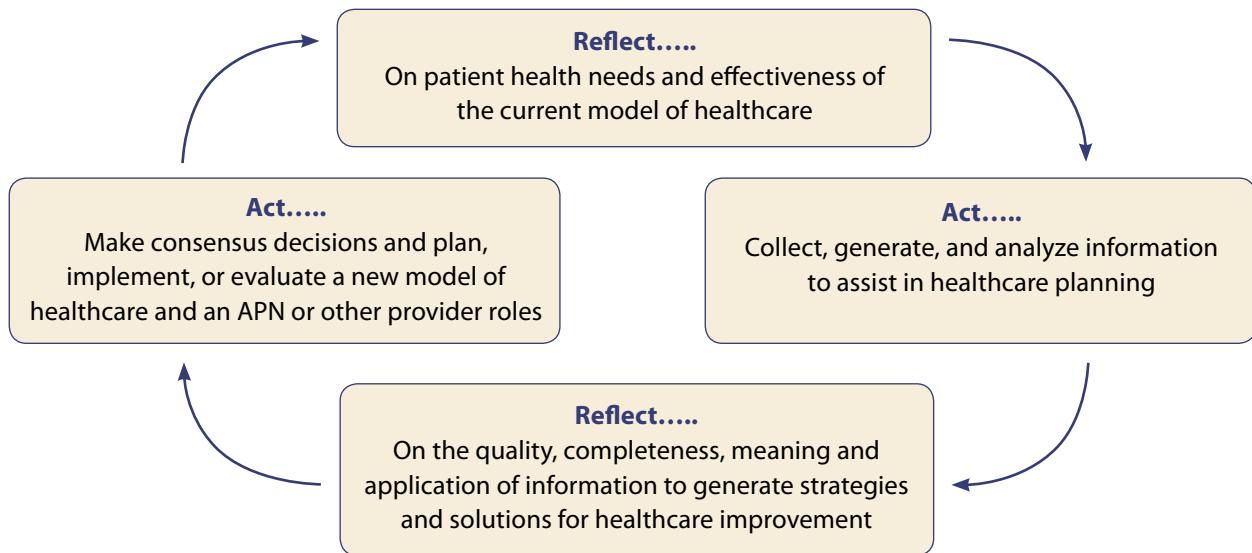 Reflect…..
On patient health needs and effectiveness of
the current model of healthcare
Act…..
Collect, generate, and analyze information
to assist in healthcare planning
Reflect…..
On the quality, completeness, meaning and
application of information to generate strategies
and solutions for healthcare improvement
Act…..
Make consensus decisions and plan,
implement, or evaluate a new model of
healthcare and an APN or other provider roles